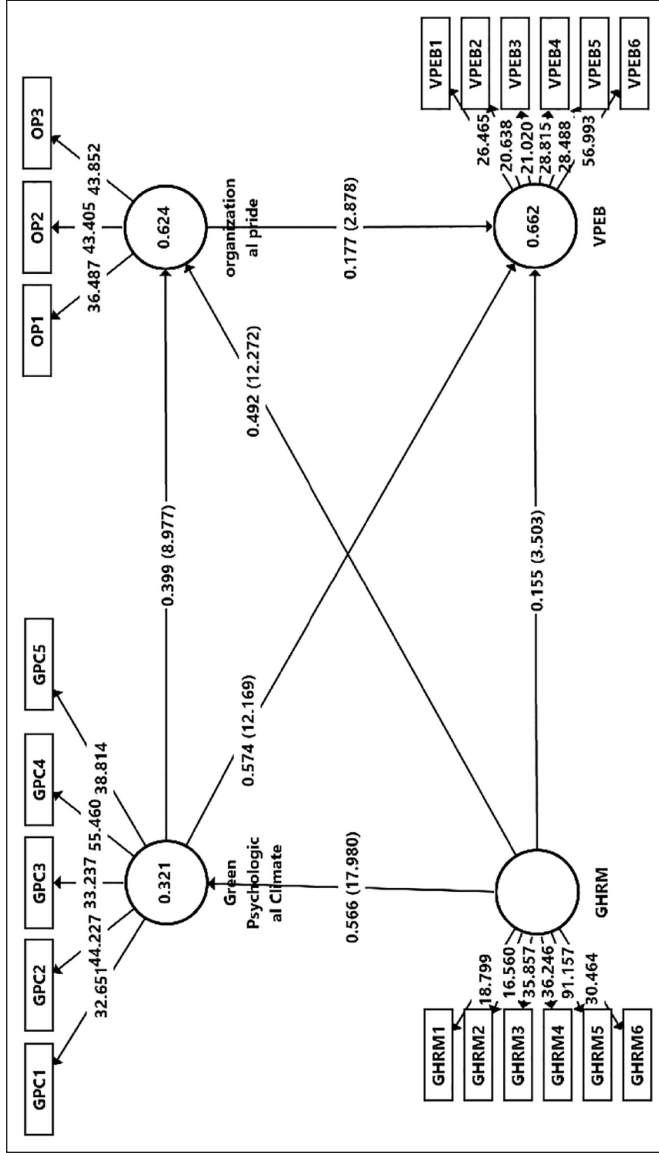 GPC1
GPC2
GPC3
GPC4
GPC5
OP1
OP2
OP3
32.651
44.227
33.237
55.460
38.814
36.487
43.405
43.852
0.321
Green
Psychologic
al Climate
0.399 (8.977)
0.624
organization
al pride
0.574 (12.169)
0.492 (12.272)
0.566 (17.980)
0.177 (2.878)
GHRM1
GHRM2
GHRM3
GHRM4
GHRM5
GHRM6
18.799
16.560
35.857
36.246
91.157
30.464
GHRM
0.155 (3.503)
0.662
VPEB
26.465
20.638
21.020
28.815
28.488
56.993
VPEB1
VPEB2
VPEB3
VPEB4
VPEB5
VPEB6